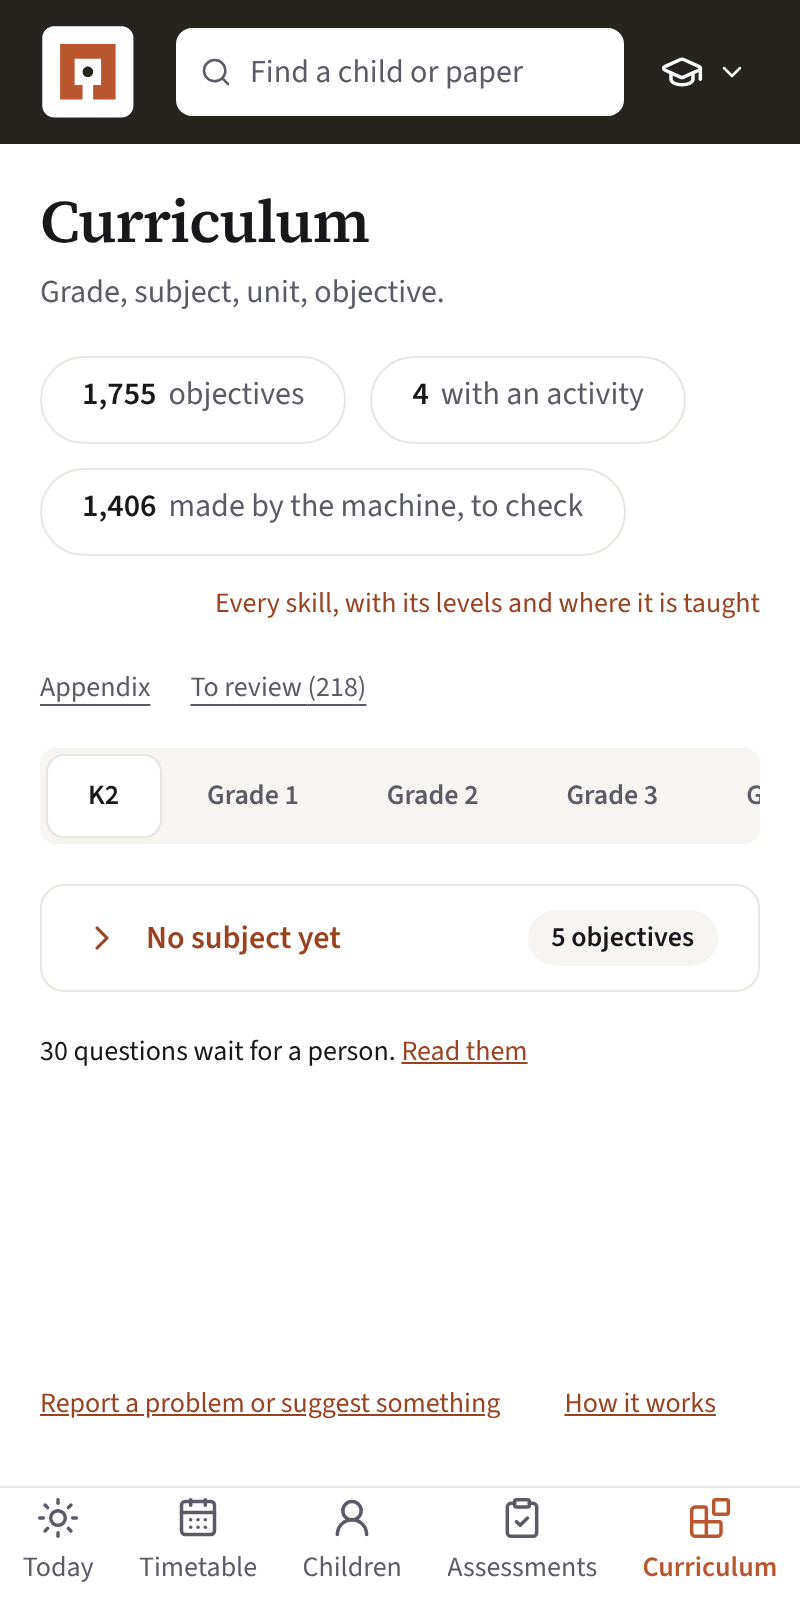 Find a child or paper
Curriculum
Grade, subject, unit, objective.
1,755 objectives
4 with an activity
1,406 made by the machine, to check
Every skill, with its levels and where it is taught
Appendix
To review (218)
K2
Grade 1
Grade 2
Grade 3
G
No subject yet
5 objectives
30 questions wait for a person. Read them
Report a problem or suggest something
How it works
Today
Timetable
Children
Assessments
Curriculum